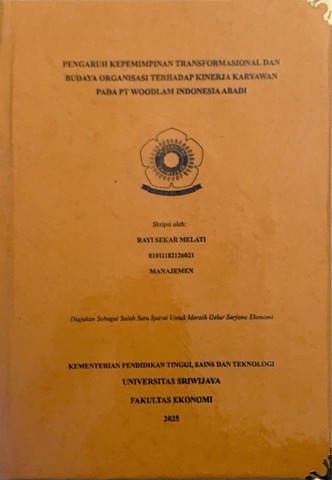 PENGARUH KEPEMIMPINAN TRANSFORMASIONAL DAN
BUDAYA ORGANISASI TERHADAP KINERJA KARYAWAN
PADA PT WOODLAM INDONESIA ABADI
Skripsi oleh:
RAYI SEKAR MELATI
01011182126021
MANAJEMEN
Diajukan Sebagai Salah Satu Syarat Untuk Meraih Gelar Sarjana Ekonomi
KEMENTERIAN PENDIDIKAN TINGGI, SAINS DAN TEKNOLOGI
UNIVERSITAS SRIWIJAYA
FAKULTAS EKONOMI
2025